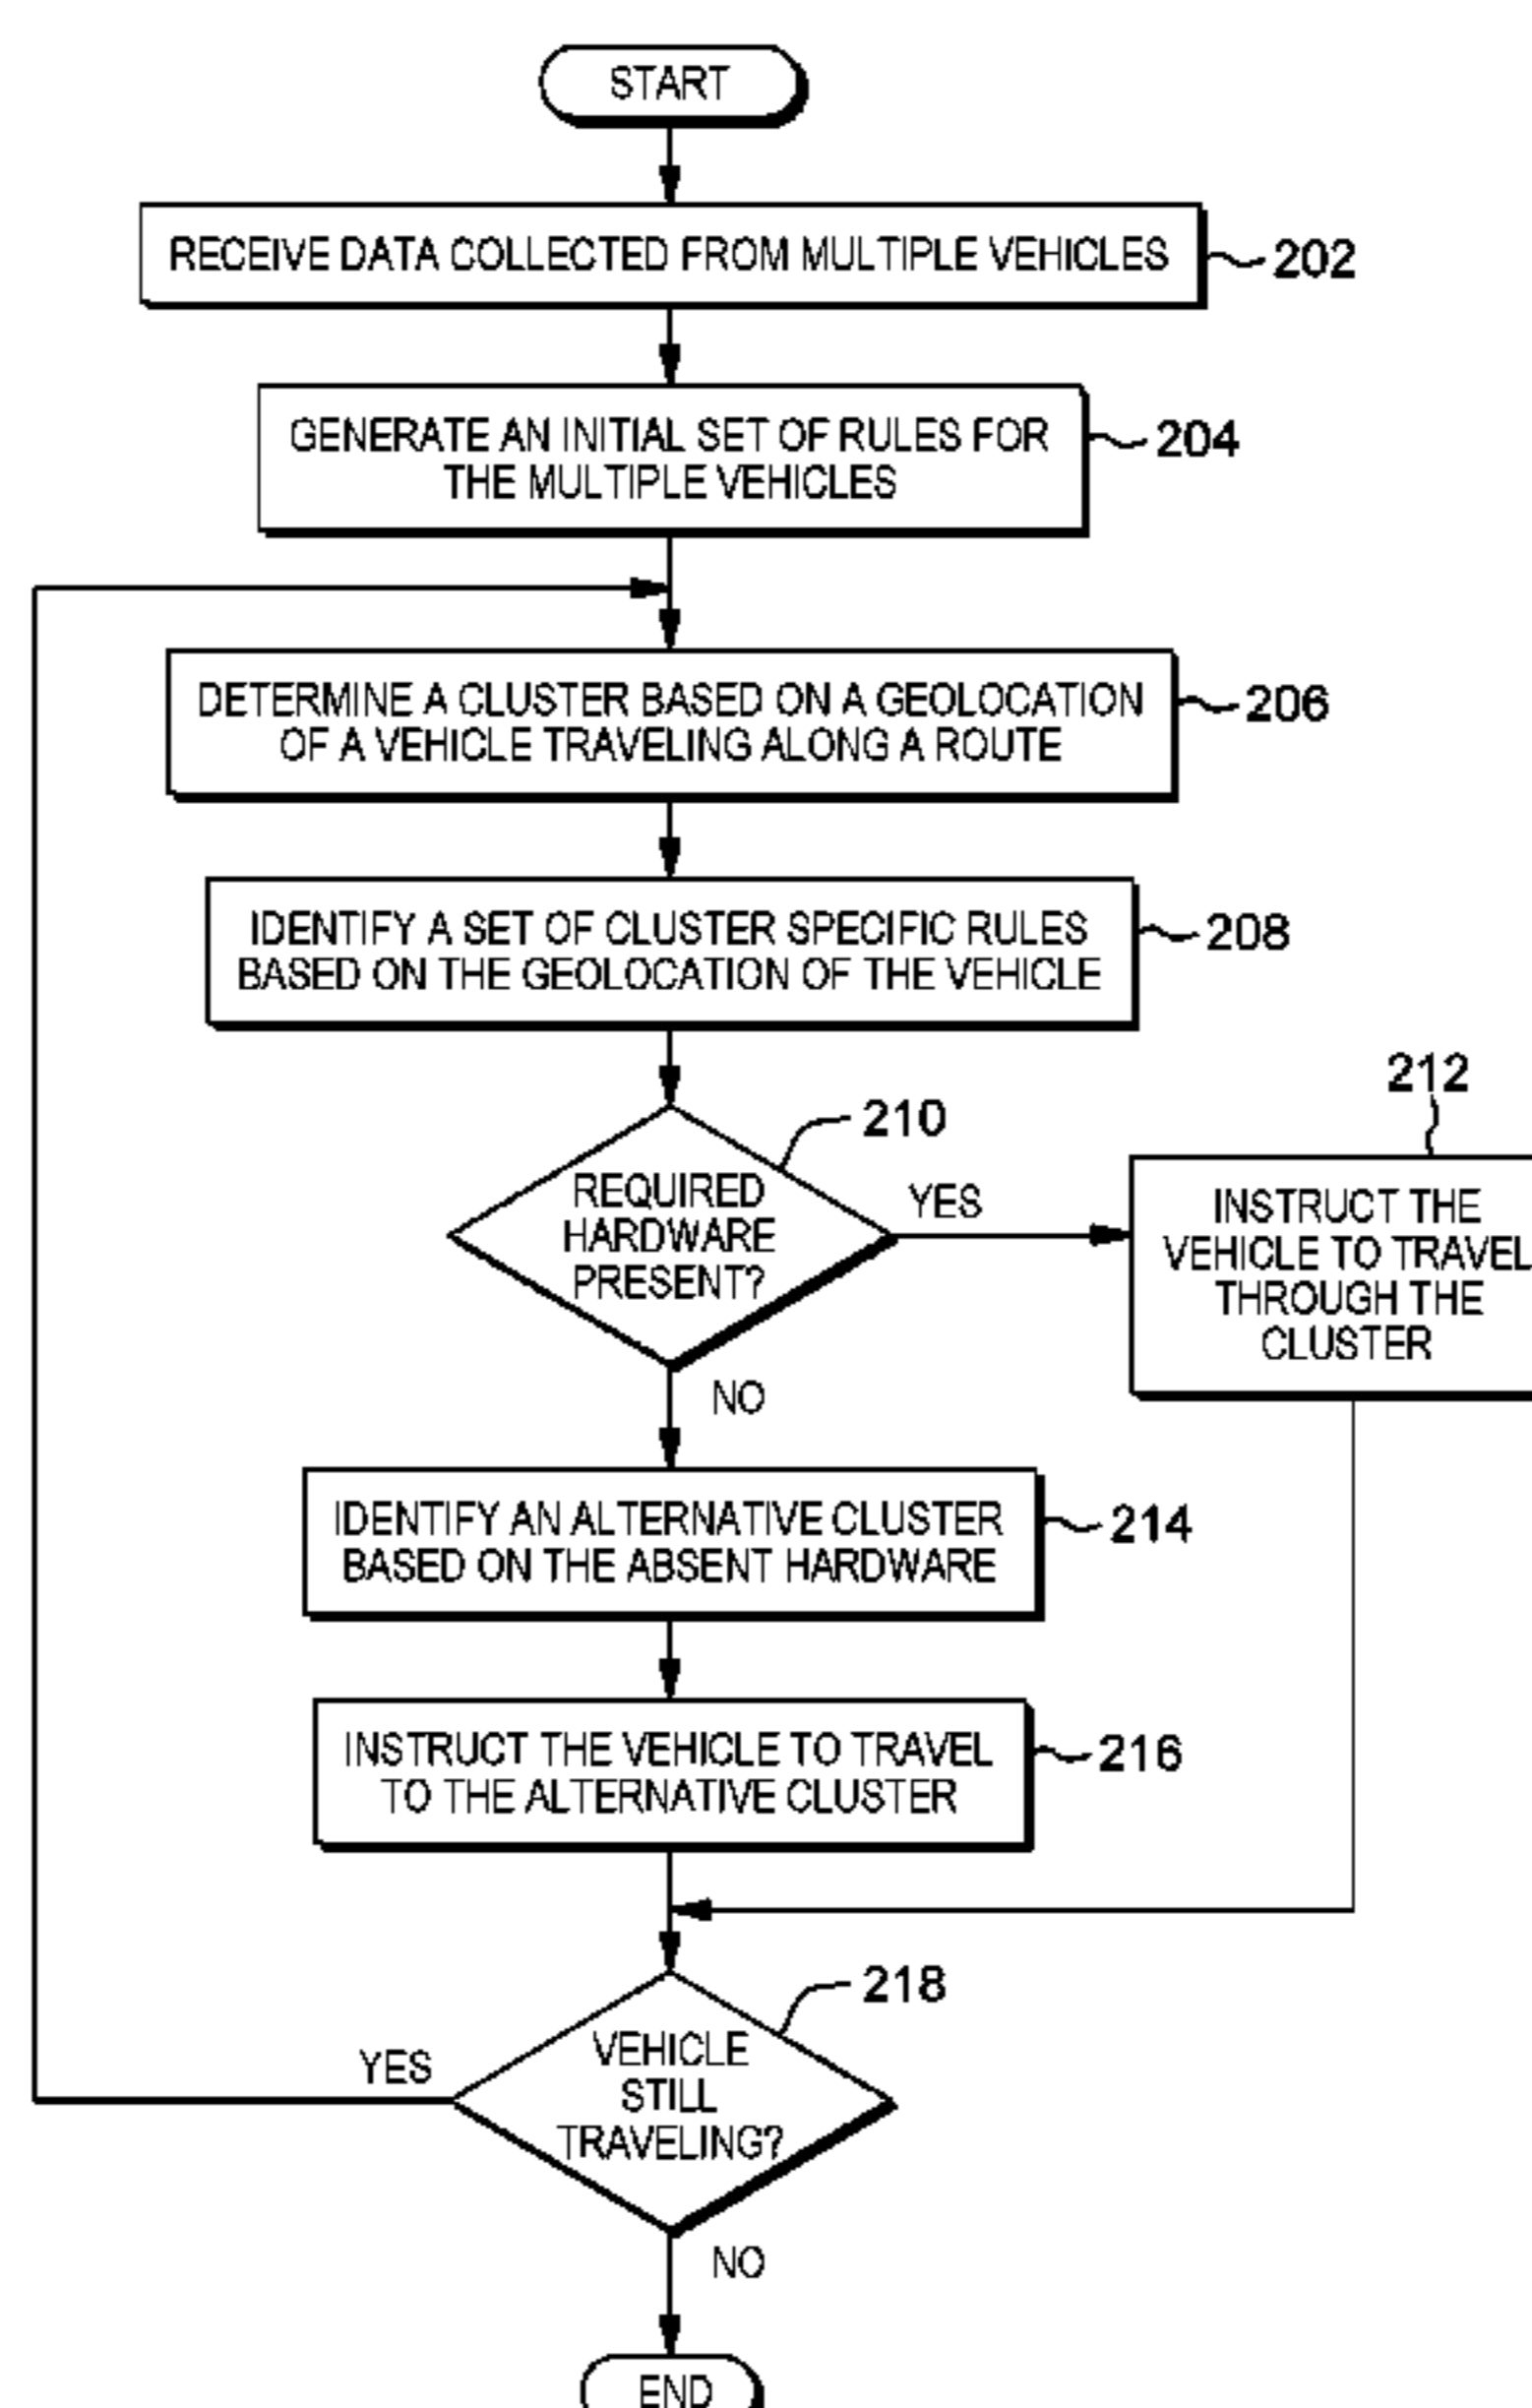 START
RECEIVE DATA COLLECTED FROM MULTIPLE VEHICLES
202
GENERATE AN INITIAL SET OF RULES FOR
THE MULTIPLE VEHICLES
204
DETERMINE A CLUSTER BASED ON A GEOLOCATION
OF A VEHICLE TRAVELING ALONG A ROUTE
206
IDENTIFY A SET OF CLUSTER SPECIFIC RULES
BASED ON THE GEOLOCATION OF THE VEHICLE
208
210
REQUIRED
HARDWARE
PRESENT?
YES
212
INSTRUCT THE
VEHICLE TO TRAVEL
THROUGH THE
CLUSTER
NO
IDENTIFY AN ALTERNATIVE CLUSTER
BASED ON THE ABSENT HARDWARE
214
INSTRUCT THE VEHICLE TO TRAVEL
TO THE ALTERNATIVE CLUSTER
216
218
VEHICLE
STILL
TRAVELING?
YES
NO
END